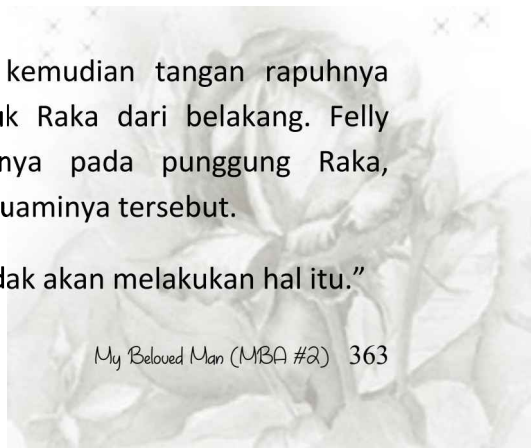 kemudian tangan rapuhnya
uk Raka dari belakang. Felly
nya pada punggung Raka,
uaminya tersebut.
dak akan melakukan hal itu.”
My Beloved Man (MBA #2) 363